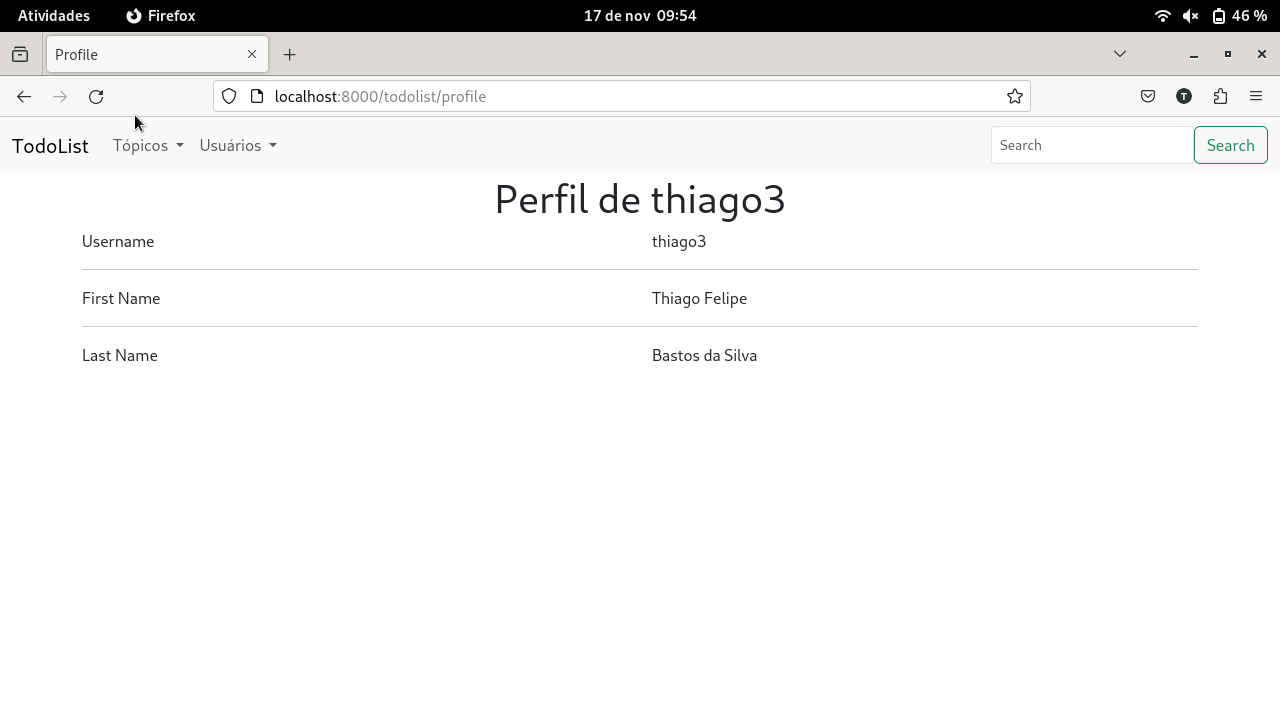 Atividades Firefox 17 de nov 09:54 46 %
Profile
localhost:8000/todolist/profile T
TodoList Tópicos Usuários Search Search
Perfil de thiago3
Username thiago3
First Name Thiago Felipe
Last Name Bastos da Silva